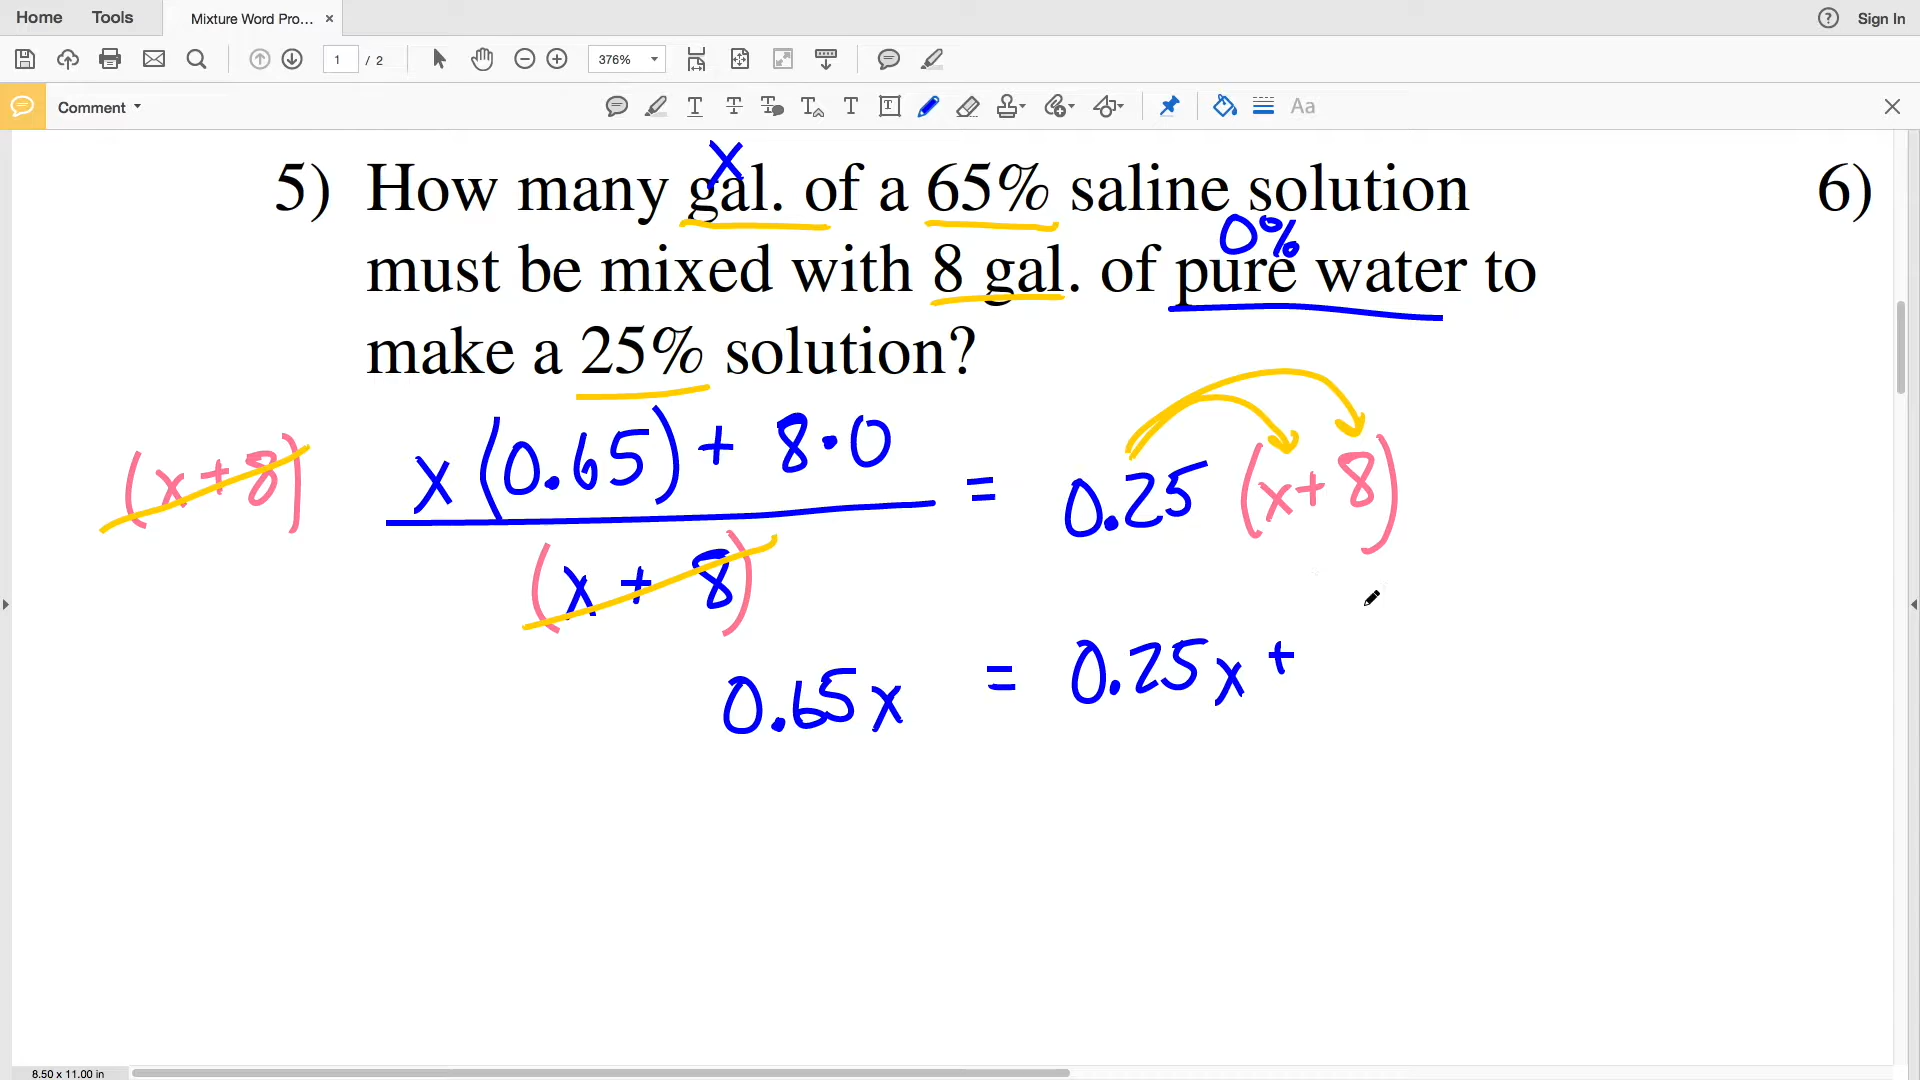 Home Tools Mixture Word Pro... × Sign In
1 / 2 376%
Comment Aa
x
5) How many gal. of a 65% saline solution 6)
0%
must be mixed with 8 gal. of pure water to
make a 25% solution?
(x+8) x(0.65) + 8·0 = 0.25 (x+8)
(x + 8)
0.65x = 0.25x +
8.50 x 11.00 in